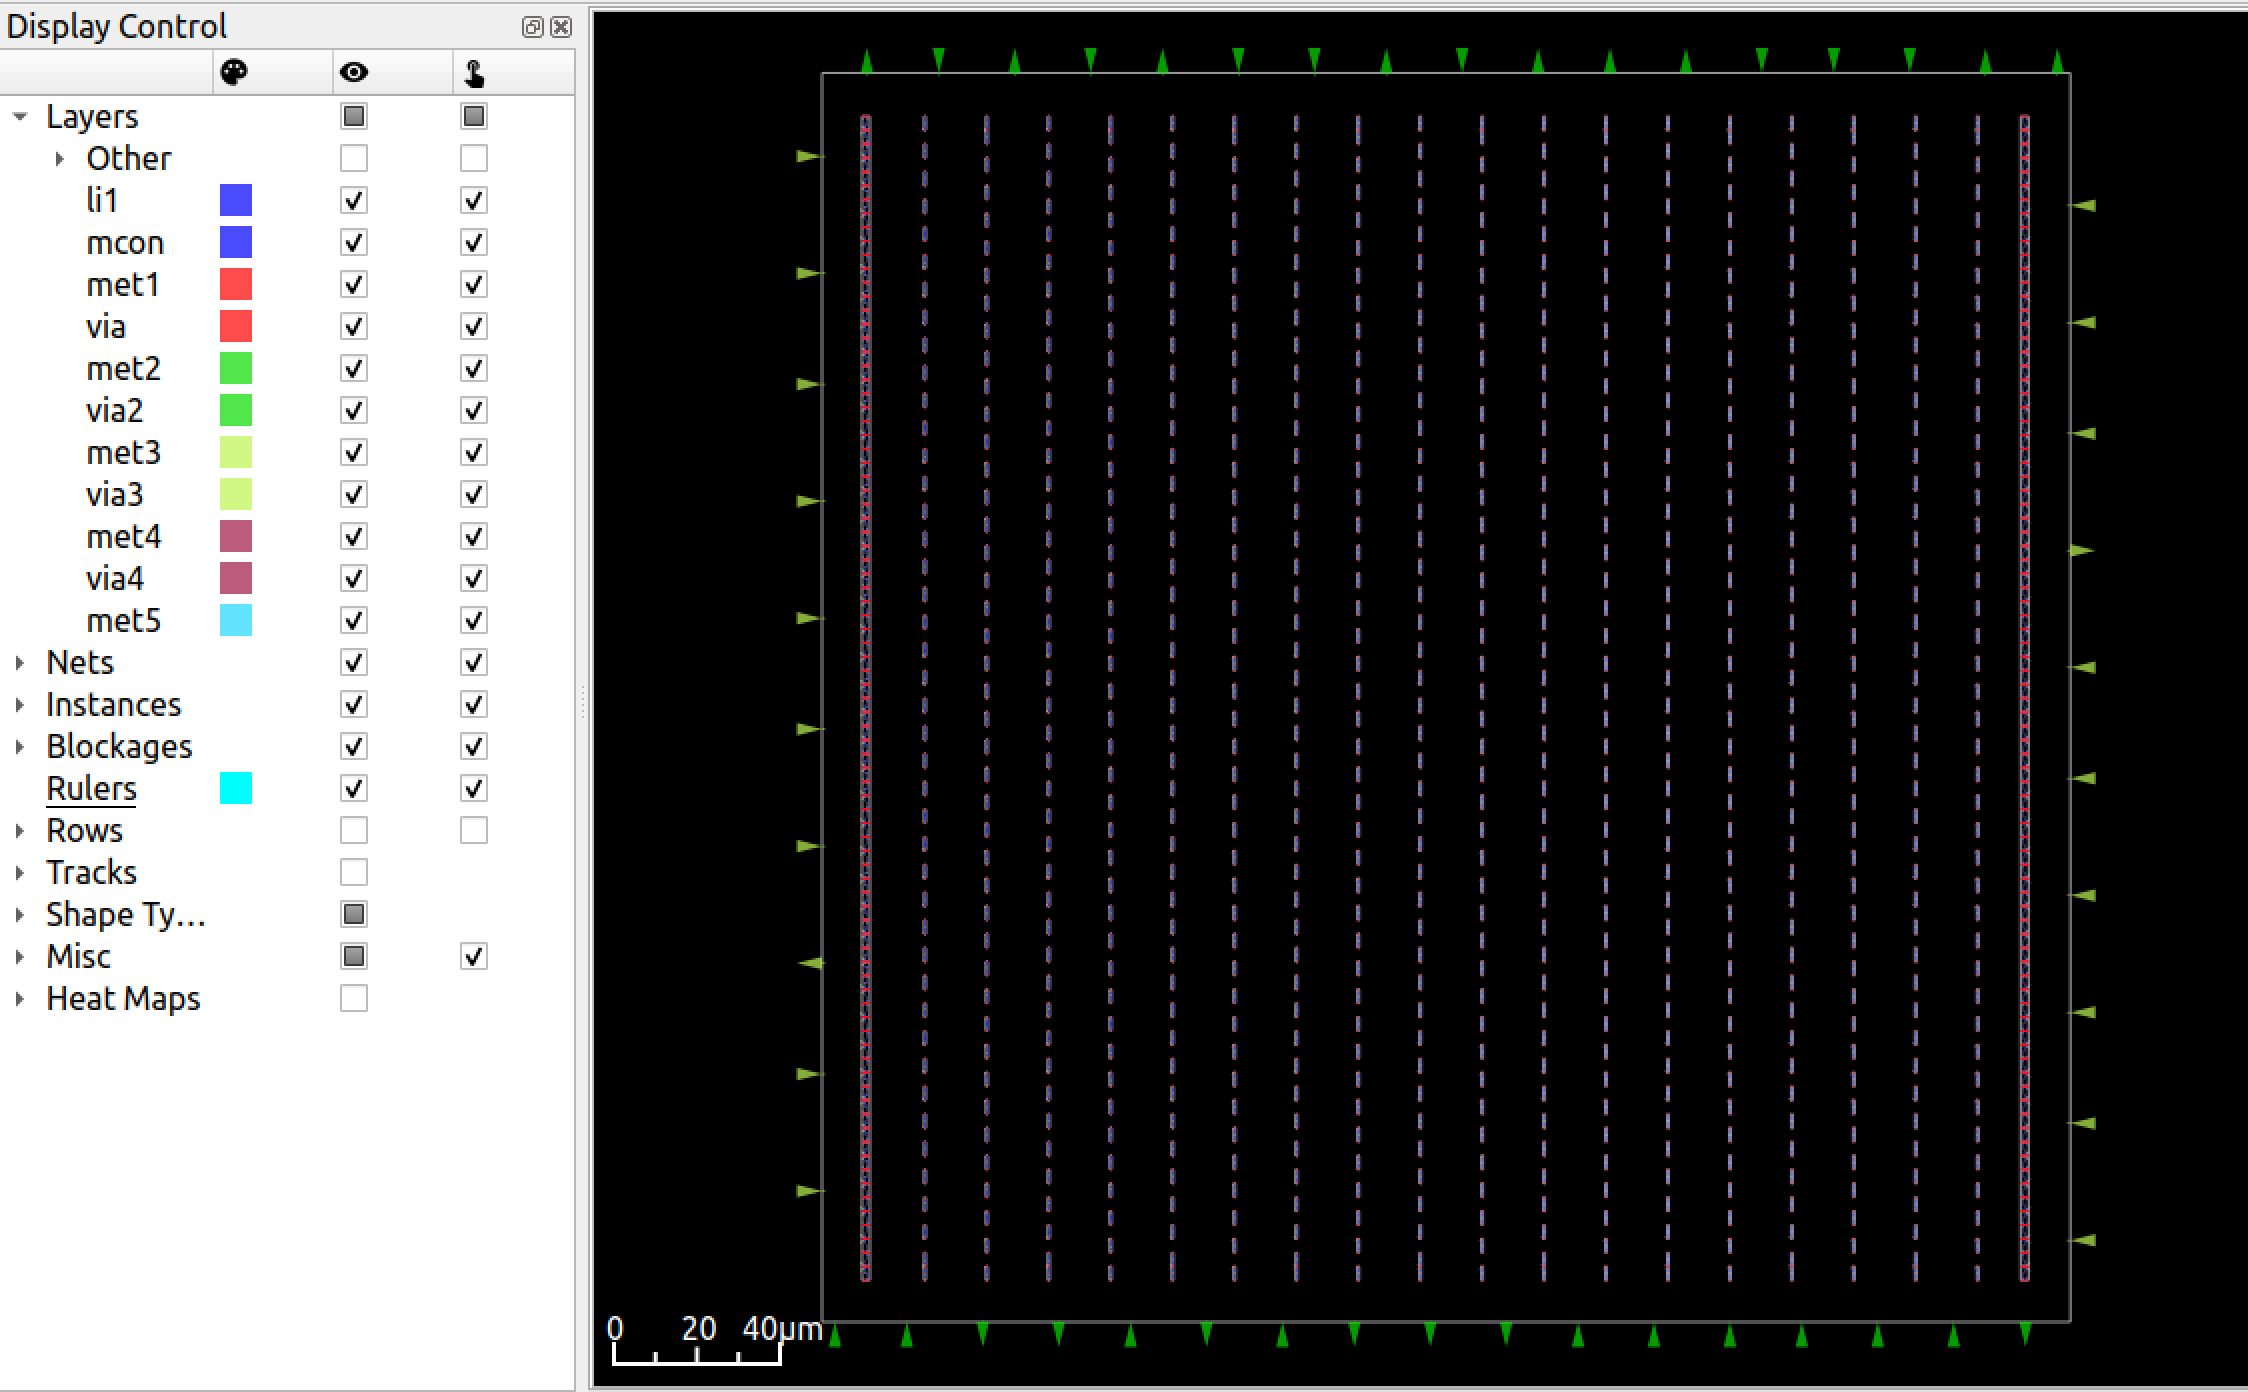 Display Control
Layers
Other
li1
mcon
met1
via
met2
via2
met3
via3
met4
via4
met5
Nets
Instances
Blockages
Rulers
Rows
Tracks
Shape Ty...
Misc
Heat Maps
0 20 40µm